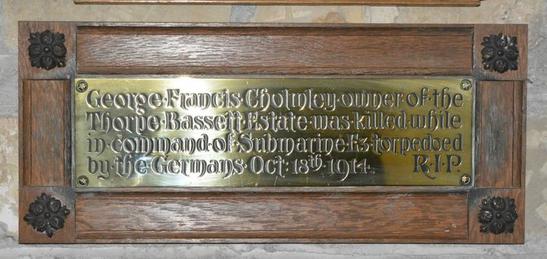 George·Francis·Cholmley·owner·of·the
Thorpe·Bassett·Estate·was·killed·while
in·command·of·Submarine·E3·torpedoed
by·the·Germans·Oct: 18th·1914. R·I·P.